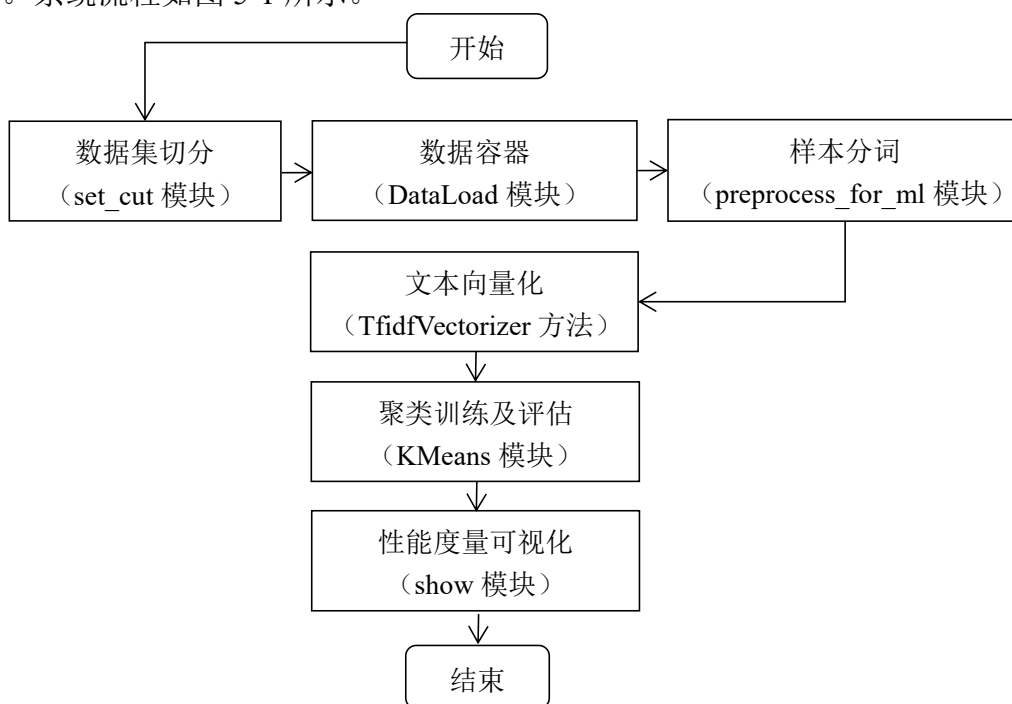 。系统流程如图 3-1 所示。
开始
数据集切分
（set_cut 模块）
数据容器
（DataLoad 模块）
样本分词
（preprocess_for_ml 模块）
文本向量化
（TfidfVectorizer 方法）
聚类训练及评估
（KMeans 模块）
性能度量可视化
（show 模块）
结束